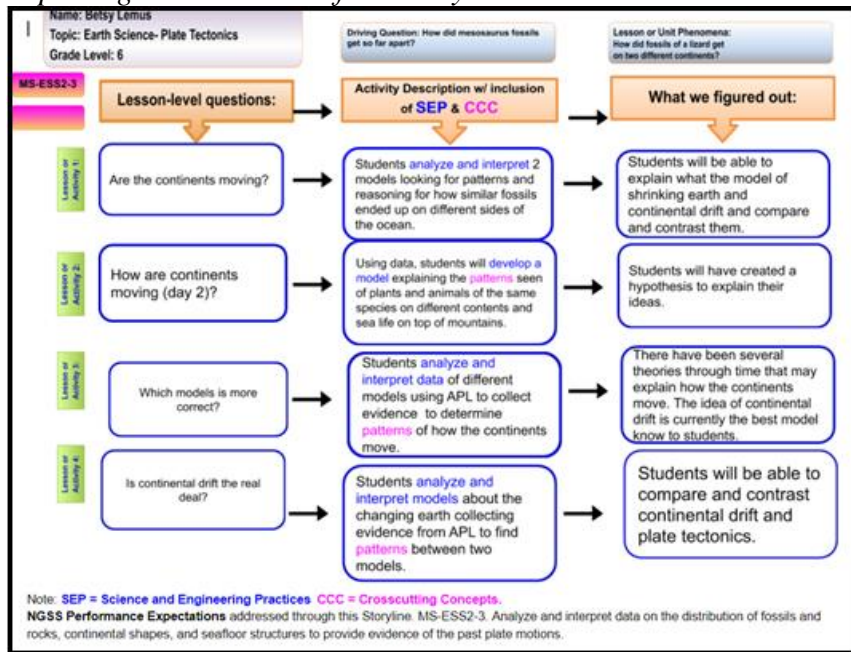 Name: Betsy Lemus
Topic: Earth Science- Plate Tectonics
Grade Level: 6
Driving Question: How did mesosaurus fossils
get so far apart?
Lesson or Unit Phenomena:
How did fossils of a lizard get
on two different continents?
MS-ESS2-3
Lesson-level questions:
Activity Description w/ inclusion
of SEP & CCC
What we figured out:
Lesson or
Activity 1:
Are the continents moving?
Students analyze and interpret 2
models looking for patterns and
reasoning for how similar fossils
ended up on different sides of
the ocean.
Students will be able to
explain what the model of
shrinking earth and
continental drift and compare
and contrast them.
Lesson or
Activity 2:
How are continents
moving (day 2)?
Using data, students will develop a
model explaining the patterns seen
of plants and animals of the same
species on different contents and
sea life on top of mountains.
Students will have created a
hypothesis to explain their
ideas.
Lesson or
Activity 3:
Which models is more
correct?
Students analyze and
interpret data of different
models using APL to collect
evidence to determine
patterns of how the continents
move.
There have been several
theories through time that may
explain how the continents
move. The idea of continental
drift is currently the best model
know to students.
Lesson or
Activity 4:
Is continental drift the real
deal?
Students analyze and
interpret models about the
changing earth collecting
evidence from APL to find
patterns between two
models.
Students will be able to
compare and contrast
continental drift and
plate tectonics.
Note: SEP = Science and Engineering Practices CCC = Crosscutting Concepts.
NGSS Performance Expectations addressed through this Storyline. MS-ESS2-3. Analyze and interpret data on the distribution of fossils and
rocks, continental shapes, and seafloor structures to provide evidence of the past plate motions.